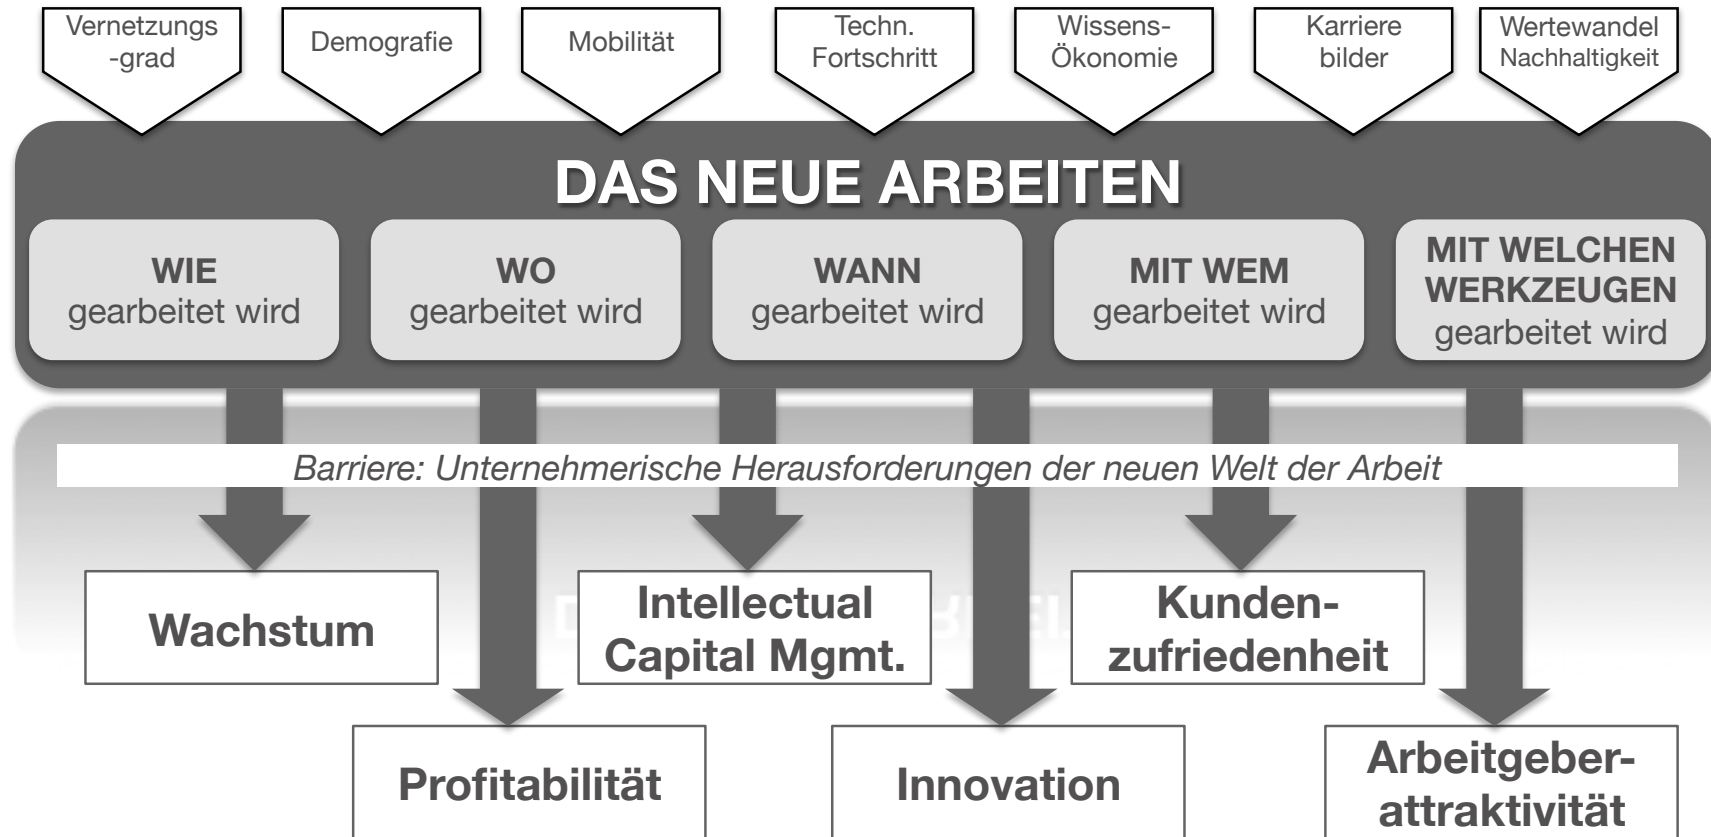 Vernetzungs
-grad
Demografie
Mobilität
Techn.
Fortschritt
Wissens-
Ökonomie
Karriere
bilder
Wertewandel
Nachhaltigkeit
DAS NEUE ARBEITEN
WIE
gearbeitet wird
WO
gearbeitet wird
WANN
gearbeitet wird
MIT WEM
gearbeitet wird
MIT WELCHEN
WERKZEUGEN
gearbeitet wird
Barriere: Unternehmerische Herausforderungen der neuen Welt der Arbeit
Wachstum
Intellectual
Capital Mgmt.
Kunden-
zufriedenheit
Profitabilität
Innovation
Arbeitgeber-
attraktivität